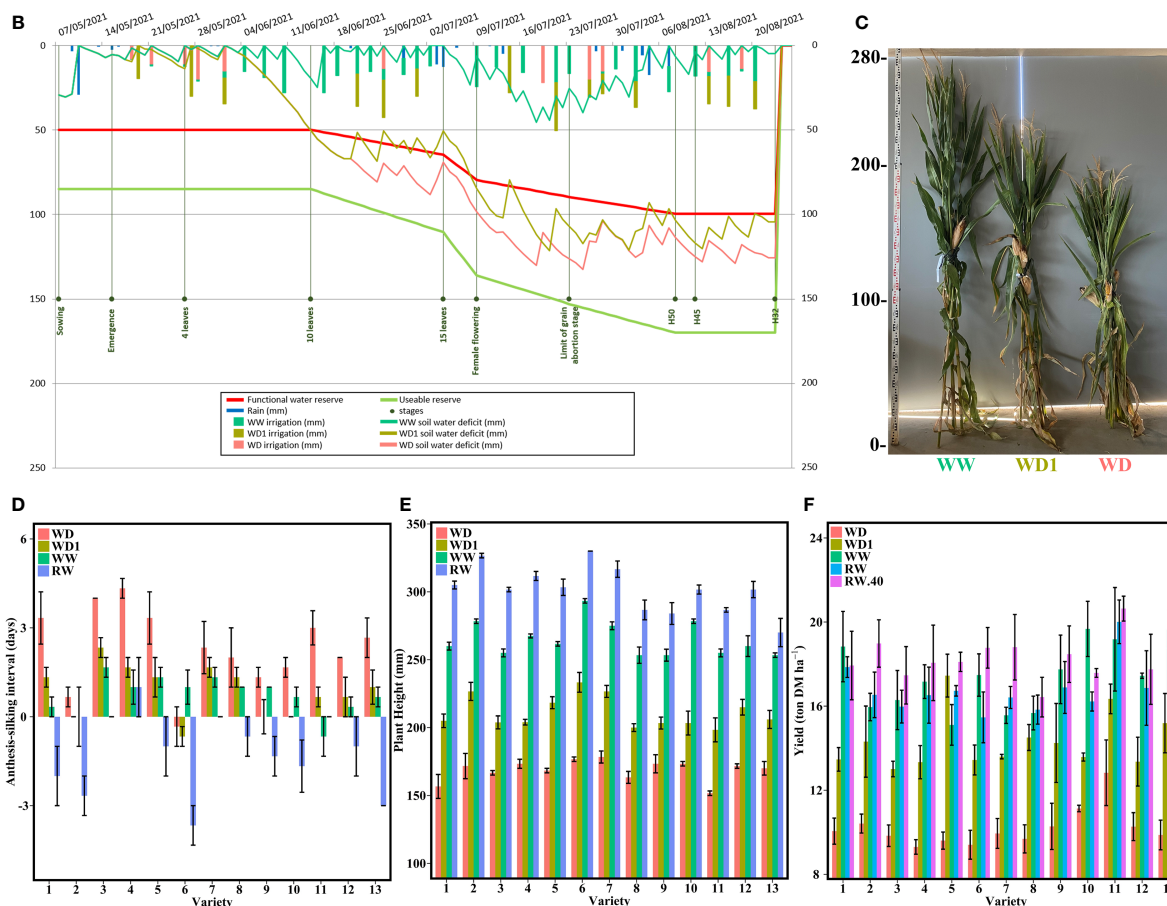 B
07/05/2021 14/05/2021 21/05/2021 28/05/2021 04/06/2021 11/06/2021 18/06/2021 25/06/2021 02/07/2021 09/07/2021 16/07/2021 23/07/2021 30/07/2021 06/08/2021 13/08/2021 20/08/2021
0 0
50 50
100 100
150 150
200 200
250 250
Sowing
Emergence
4 leaves
10 leaves
15 leaves
Female flowering
Limit of grain
abortion stage
H50
H45
H32
Functional water reserve Useable reserve
Rain (mm) stages
WW irrigation (mm) WW soil water deficit (mm)
WD1 irrigation (mm) WD1 soil water deficit (mm)
WD irrigation (mm) WD soil water deficit (mm)
C
280-
200-
100-
0-
WW WD1 WD
D
WD
WD1
WW
RW
6
3
0
-3
Anthesis-silking interval (days)
1 2 3 4 5 6 7 8 9 10 11 12 13
Variety
E
WD
WD1
WW
RW
350
300
250
200
150
100
Plant Height (mm)
1 2 3 4 5 6 7 8 9 10 11 12 13
Variety
F
WD
WD1
WW
RW
RW.40
24
20
16
12
8
Yield (ton DM ha⁻¹)
1 2 3 4 5 6 7 8 9 10 11 12 1
Variety